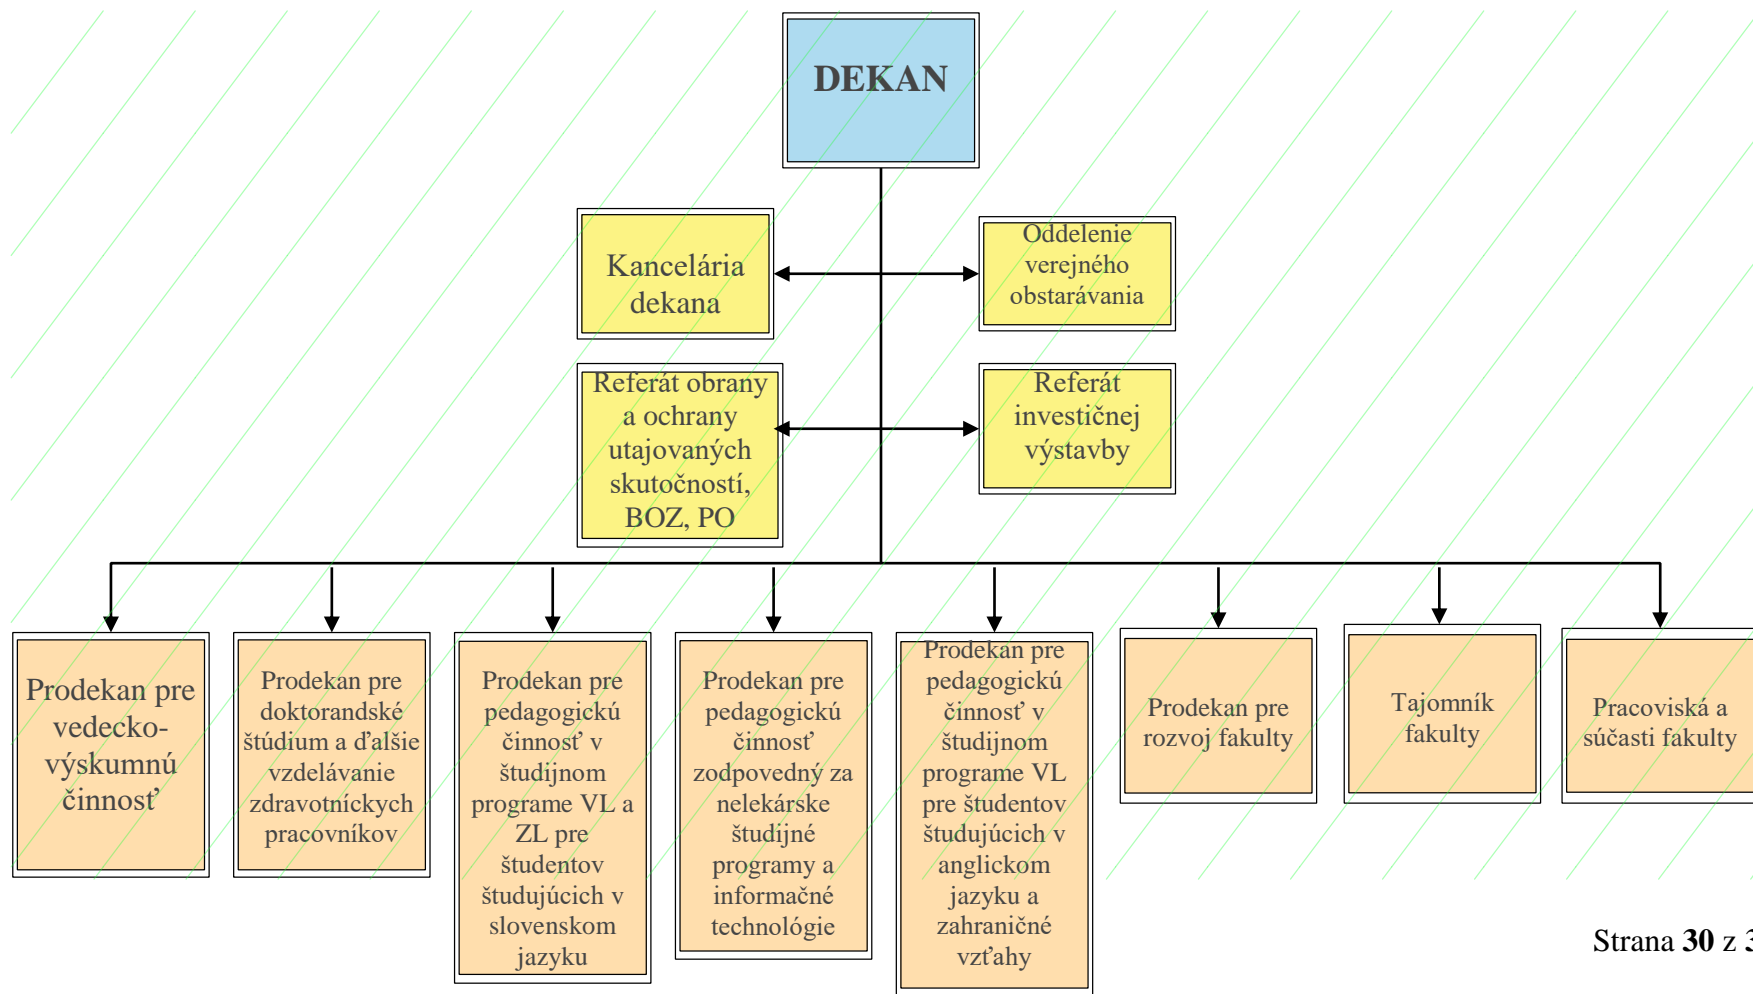 DEKAN
Kancelária
dekana
Oddelenie
verejného
obstarávania
Referát obrany
a ochrany
utajovaných
skutočností,
BOZ, PO
Referát
investičnej
výstavby
Prodekan pre
vedecko-
výskumnú
činnosť
Prodekan pre
doktorandské
štúdium a ďalšie
vzdelávanie
zdravotníckych
pracovníkov
Prodekan pre
pedagogickú
činnosť v
študijnom
programe VL a
ZL pre
študentov
študujúcich v
slovenskom
jazyku
Prodekan pre
pedagogickú
činnosť
zodpovedný za
nelekárske
študijné
programy a
informačné
technológie
Prodekan pre
pedagogickú
činnosť v
študijnom
programe VL
pre študentov
študujúcich v
anglickom
jazyku a
zahraničné
vzťahy
Prodekan pre
rozvoj fakulty
Tajomník
fakulty
Pracoviská a
súčasti fakulty
Strana 30 z